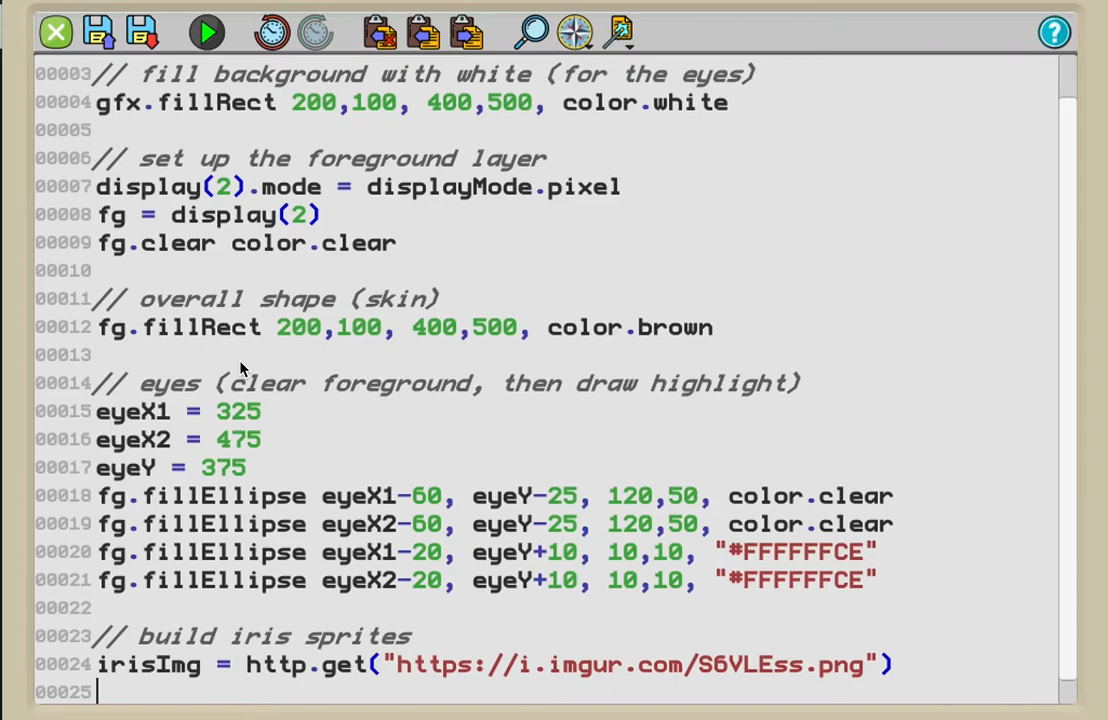 00003// fill background with white (for the eyes)
00004gfx.fillRect 200,100, 400,500, color.white
00005
00006// set up the foreground layer
00007display(2).mode = displayMode.pixel
00008fg = display(2)
00009fg.clear color.clear
00010
00011// overall shape (skin)
00012fg.fillRect 200,100, 400,500, color.brown
00013
00014// eyes (clear foreground, then draw highlight)
00015eyeX1 = 325
00016eyeX2 = 475
00017eyeY = 375
00018fg.fillEllipse eyeX1-60, eyeY-25, 120,50, color.clear
00019fg.fillEllipse eyeX2-60, eyeY-25, 120,50, color.clear
00020fg.fillEllipse eyeX1-20, eyeY+10, 10,10, "#FFFFFFCE"
00021fg.fillEllipse eyeX2-20, eyeY+10, 10,10, "#FFFFFFCE"
00022
00023// build iris sprites
00024irisImg = http.get("https://i.imgur.com/S6VLEss.png")
00025